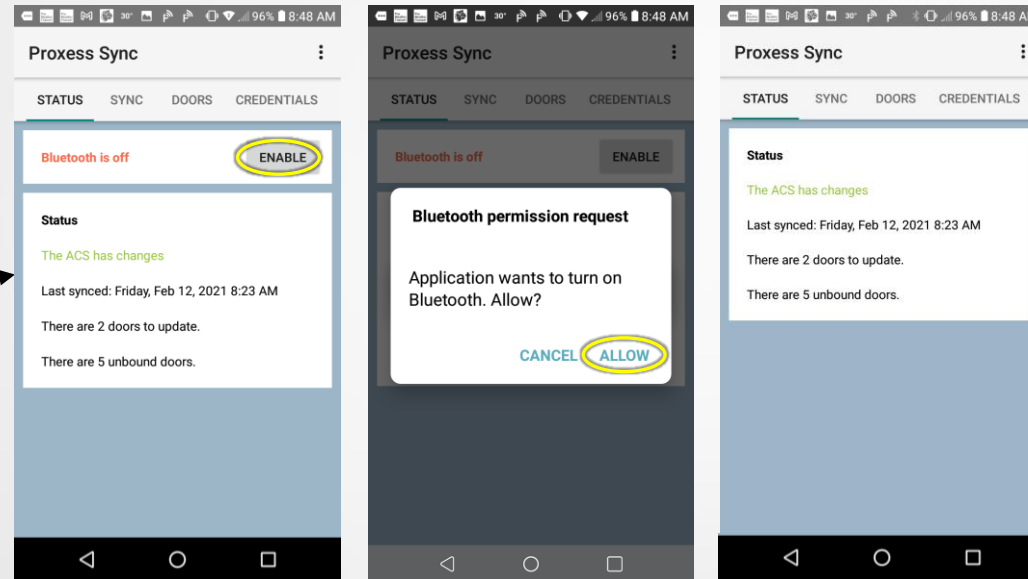 30° 96% 8:48 AM
Proxess Sync
STATUS SYNC DOORS CREDENTIALS
Bluetooth is off ENABLE
Status
The ACS has changes
Last synced: Friday, Feb 12, 2021 8:23 AM
There are 2 doors to update.
There are 5 unbound doors.
30° 96% 8:48 AM
Proxess Sync
STATUS SYNC DOORS CREDENTIALS
Bluetooth is off ENABLE
Bluetooth permission request
Application wants to turn on
Bluetooth. Allow?
CANCEL ALLOW
30° 96% 8:48 A
Proxess Sync
STATUS SYNC DOORS CREDENTIALS
Status
The ACS has changes
Last synced: Friday, Feb 12, 2021 8:23 AM
There are 2 doors to update.
There are 5 unbound doors.